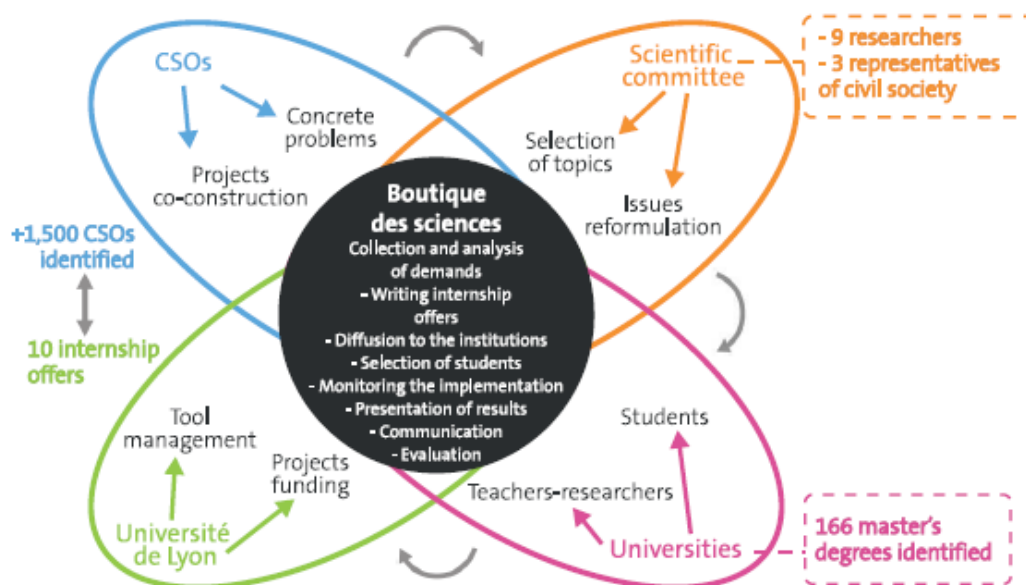 CSOs
Concrete
problems
Projects
co-construction
Scientific
committee
- 9 researchers
- 3 representatives
of civil society
Selection
of topics
Issues
reformulation
+1,500 CSOs
identified
10 internship
offers
Boutique
des sciences
Collection and analysis
of demands
- Writing internship
offers
- Diffusion to the institutions
- Selection of students
- Monitoring the implementation
- Presentation of results
- Communication
- Evaluation
Tool
management
Projects
funding
Université
de Lyon
Students
Teachers-researchers
Universities
166 master's
degrees identified